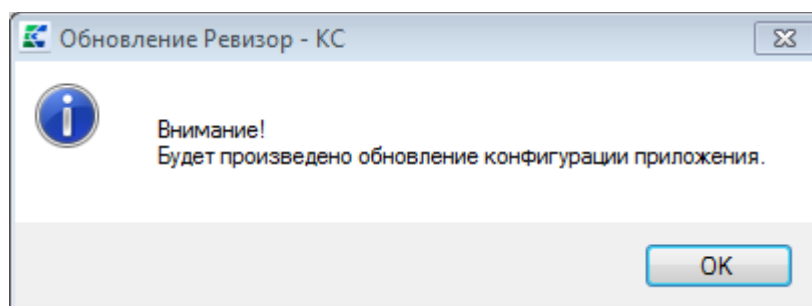 Обновление Ревизор - КС
Внимание!
Будет произведено обновление конфигурации приложения.
OK